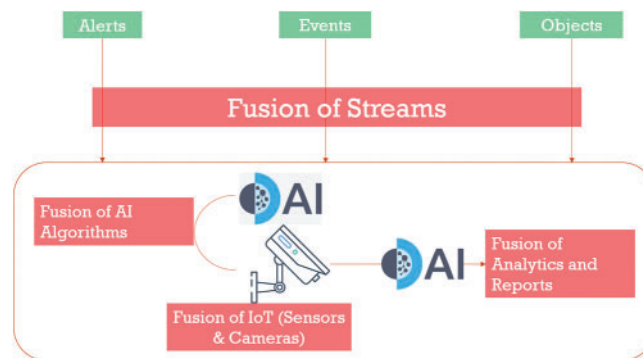 Alerts
Events
Objects
Fusion of Streams
Fusion of AI
Algorithms
AI
AI
Fusion of
Analytics and
Reports
Fusion of IoT (Sensors
& Cameras)